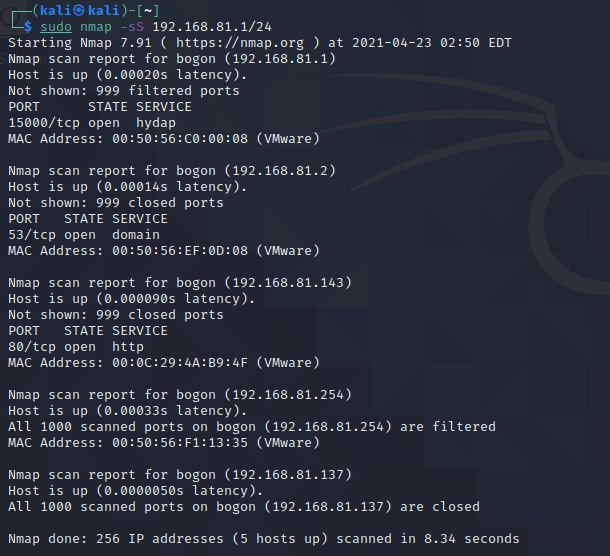 ┌──(kali㉿kali)-[~]
└─$ sudo nmap -sS 192.168.81.1/24
Starting Nmap 7.91 ( https://nmap.org ) at 2021-04-23 02:50 EDT
Nmap scan report for bogon (192.168.81.1)
Host is up (0.00020s latency).
Not shown: 999 filtered ports
PORT      STATE SERVICE
15000/tcp open  hydap
MAC Address: 00:50:56:C0:00:08 (VMware)

Nmap scan report for bogon (192.168.81.2)
Host is up (0.00014s latency).
Not shown: 999 closed ports
PORT   STATE SERVICE
53/tcp open  domain
MAC Address: 00:50:56:EF:0D:08 (VMware)

Nmap scan report for bogon (192.168.81.143)
Host is up (0.000090s latency).
Not shown: 999 closed ports
PORT   STATE SERVICE
80/tcp open  http
MAC Address: 00:0C:29:4A:B9:4F (VMware)

Nmap scan report for bogon (192.168.81.254)
Host is up (0.00033s latency).
All 1000 scanned ports on bogon (192.168.81.254) are filtered
MAC Address: 00:50:56:F1:13:35 (VMware)

Nmap scan report for bogon (192.168.81.137)
Host is up (0.0000050s latency).
All 1000 scanned ports on bogon (192.168.81.137) are closed

Nmap done: 256 IP addresses (5 hosts up) scanned in 8.34 seconds